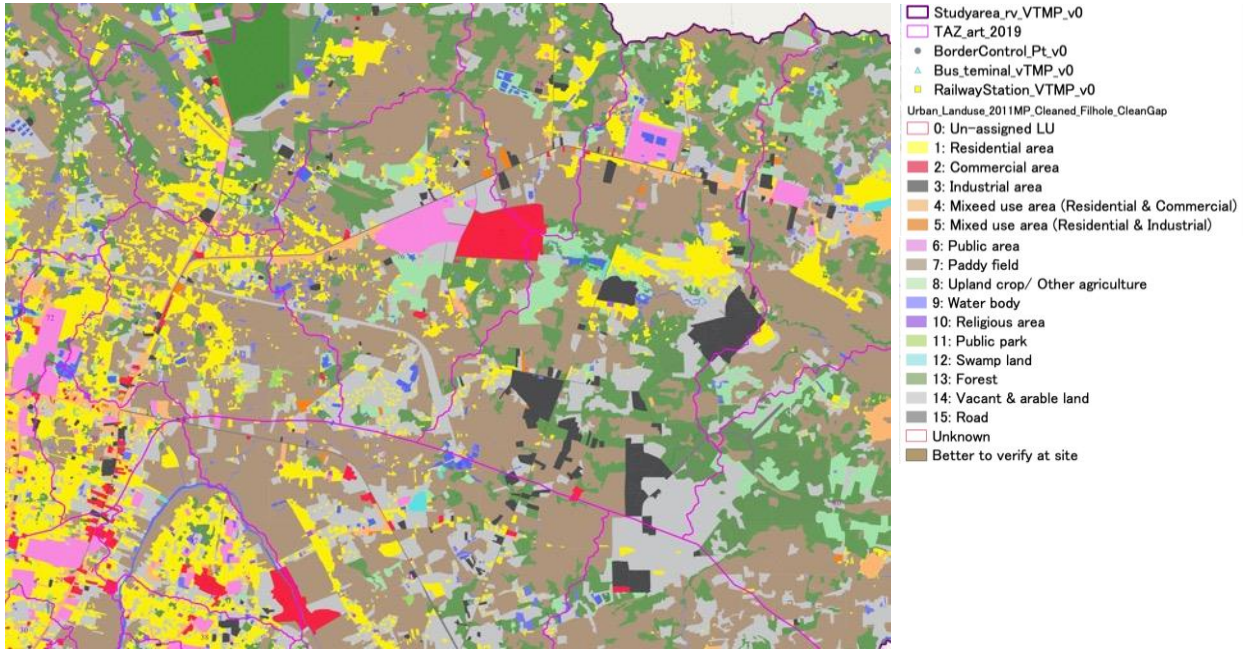 Studyarea_rv_VTMP_v0
TAZ_art_2019
BorderControl_Pt_v0
Bus_teminal_vTMP_v0
RailwayStation_VTMP_v0
Urban_Landuse_2011MP_Cleaned_Filhole_CleanGap
0: Un-assigned LU
1: Residential area
2: Commercial area
3: Industrial area
4: Mixeed use area (Residential & Commercial)
5: Mixed use area (Residential & Industrial)
6: Public area
7: Paddy field
8: Upland crop/ Other agriculture
9: Water body
10: Religious area
11: Public park
12: Swamp land
13: Forest
14: Vacant & arable land
15: Road
Unknown
Better to verify at site
72
38